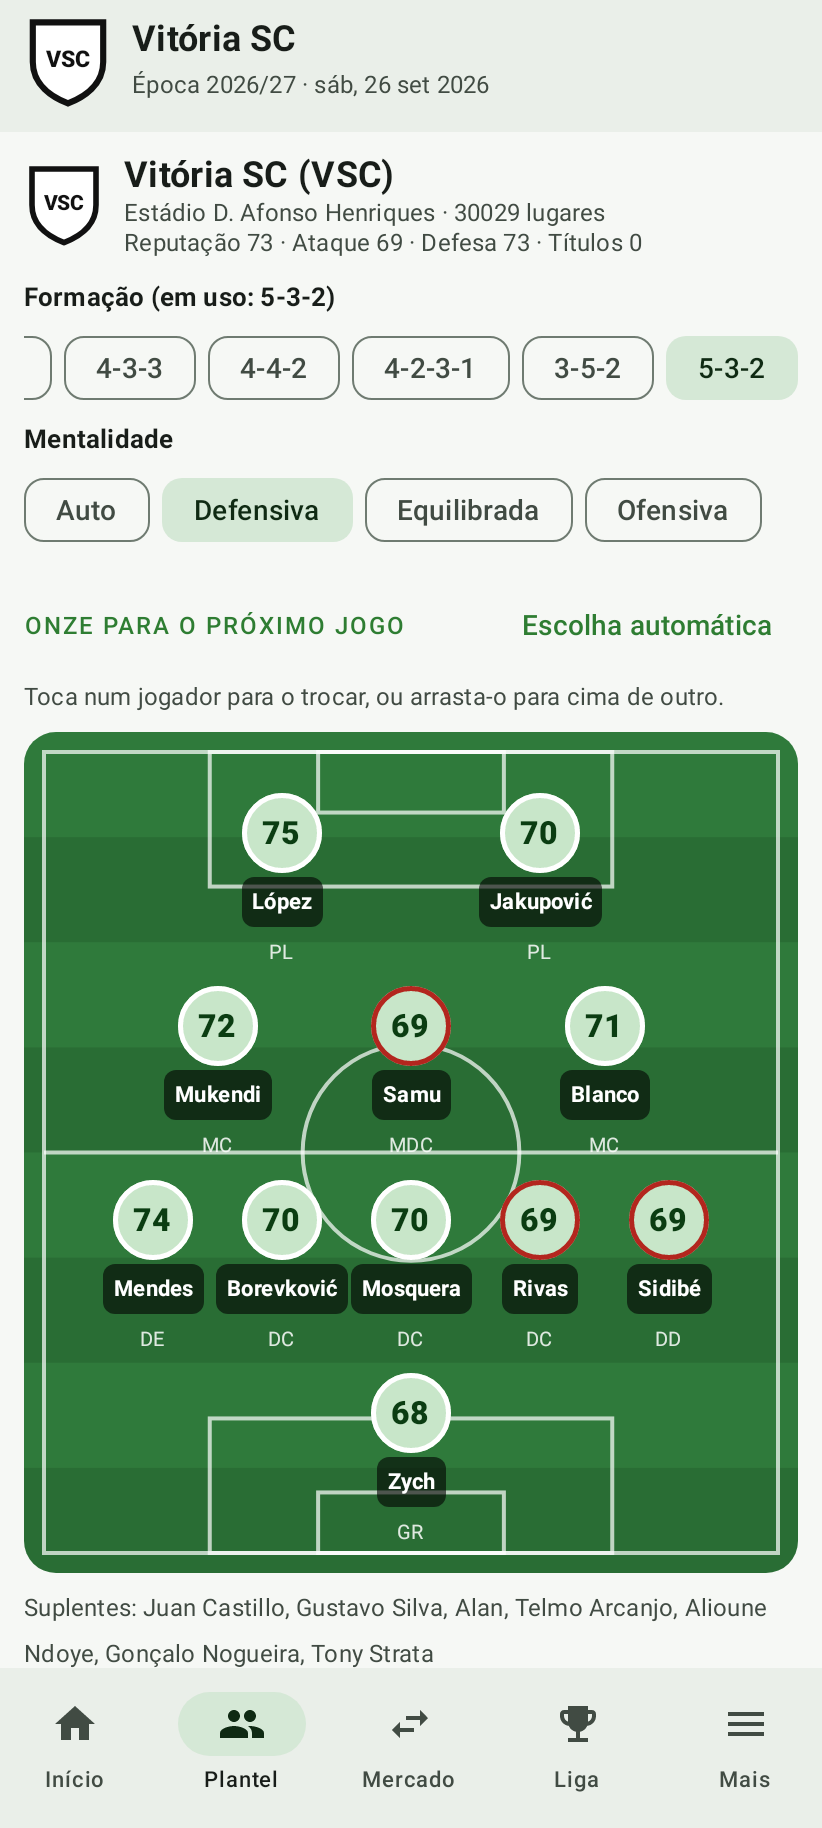 VSC
Vitória SC
Época 2026/27 · sáb, 26 set 2026
VSC
Vitória SC (VSC)
Estádio D. Afonso Henriques · 30029 lugares
Reputação 73 · Ataque 69 · Defesa 73 · Títulos 0
Formação (em uso: 5-3-2)
4-3-3 4-4-2 4-2-3-1 3-5-2 5-3-2
Mentalidade
Auto Defensiva Equilibrada Ofensiva
ONZE PARA O PRÓXIMO JOGO Escolha automática
Toca num jogador para o trocar, ou arrasta-o para cima de outro.
75 70
López Jakupović
PL PL
72 69 71
Mukendi Samu Blanco
MC MDC MC
74 70 70 69 69
Mendes Borevković Mosquera Rivas Sidibé
DE DC DC DC DD
68
Zych
GR
Suplentes: Juan Castillo, Gustavo Silva, Alan, Telmo Arcanjo, Alioune
Ndoye, Gonçalo Nogueira, Tony Strata
Início Plantel Mercado Liga Mais